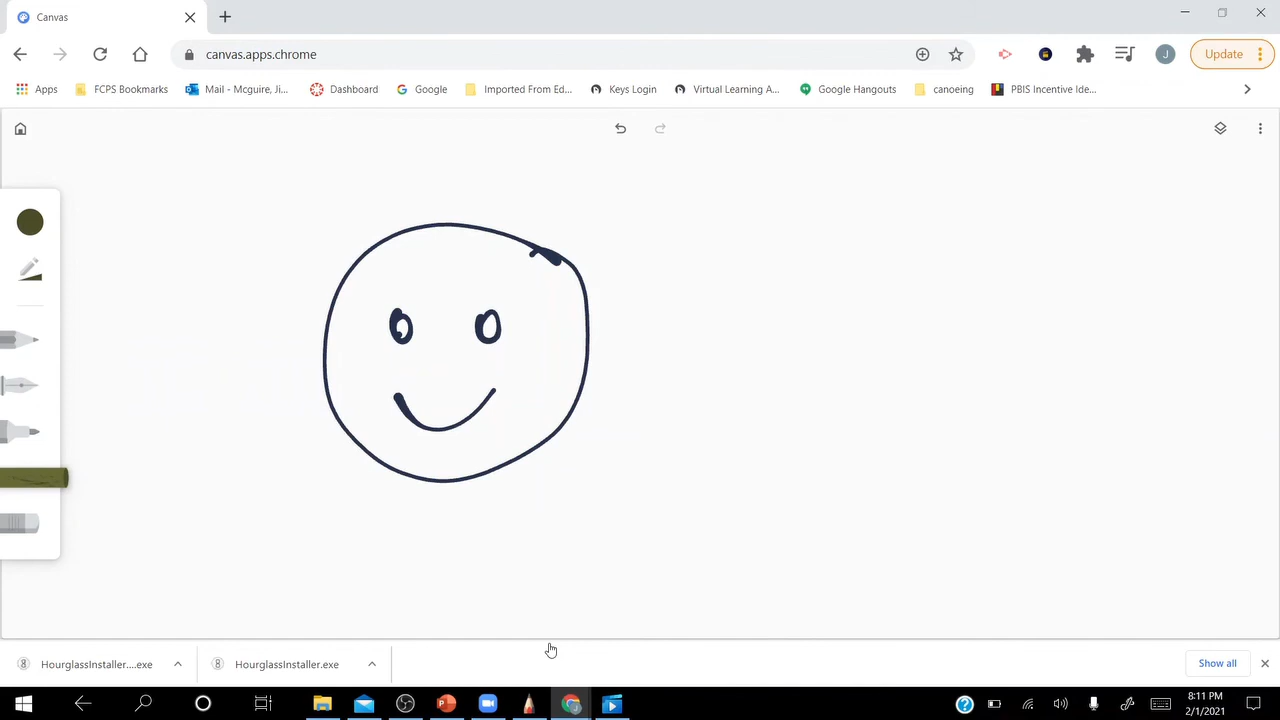 Canvas
canvas.apps.chrome
Update
Apps
FCPS Bookmarks
Mail - Mcguire, Ji...
Dashboard
Google
Imported From Ed...
Keys Login
Virtual Learning A...
Google Hangouts
canoeing
PBIS Incentive Ide...
J
HourglassInstaller....exe
HourglassInstaller.exe
Show all
8:11 PM
2/1/2021